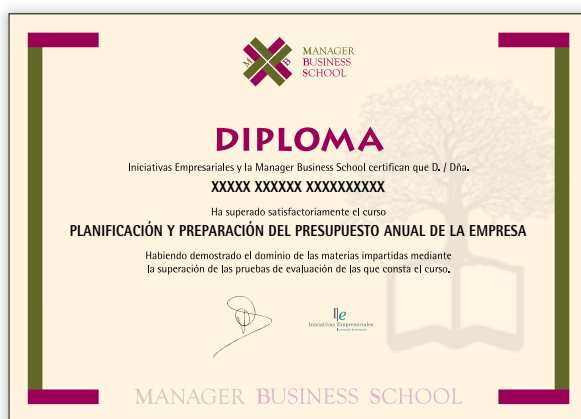 M B
MANAGER
BUSINESS
SCHOOL
DIPLOMA
Iniciativas Empresariales y la Manager Business School certifican que D. / Dña.
XXXXX XXXXXX XXXXXXXXXX
Ha superado satisfactoriamente el curso
PLANIFICACIÓN Y PREPARACIÓN DEL PRESUPUESTO ANUAL DE LA EMPRESA
Habiendo demostrado el dominio de las materias impartidas mediante
la superación de las pruebas de evaluación de las que consta el curso.
Iniciativas Empresariales
MANAGER BUSINESS SCHOOL